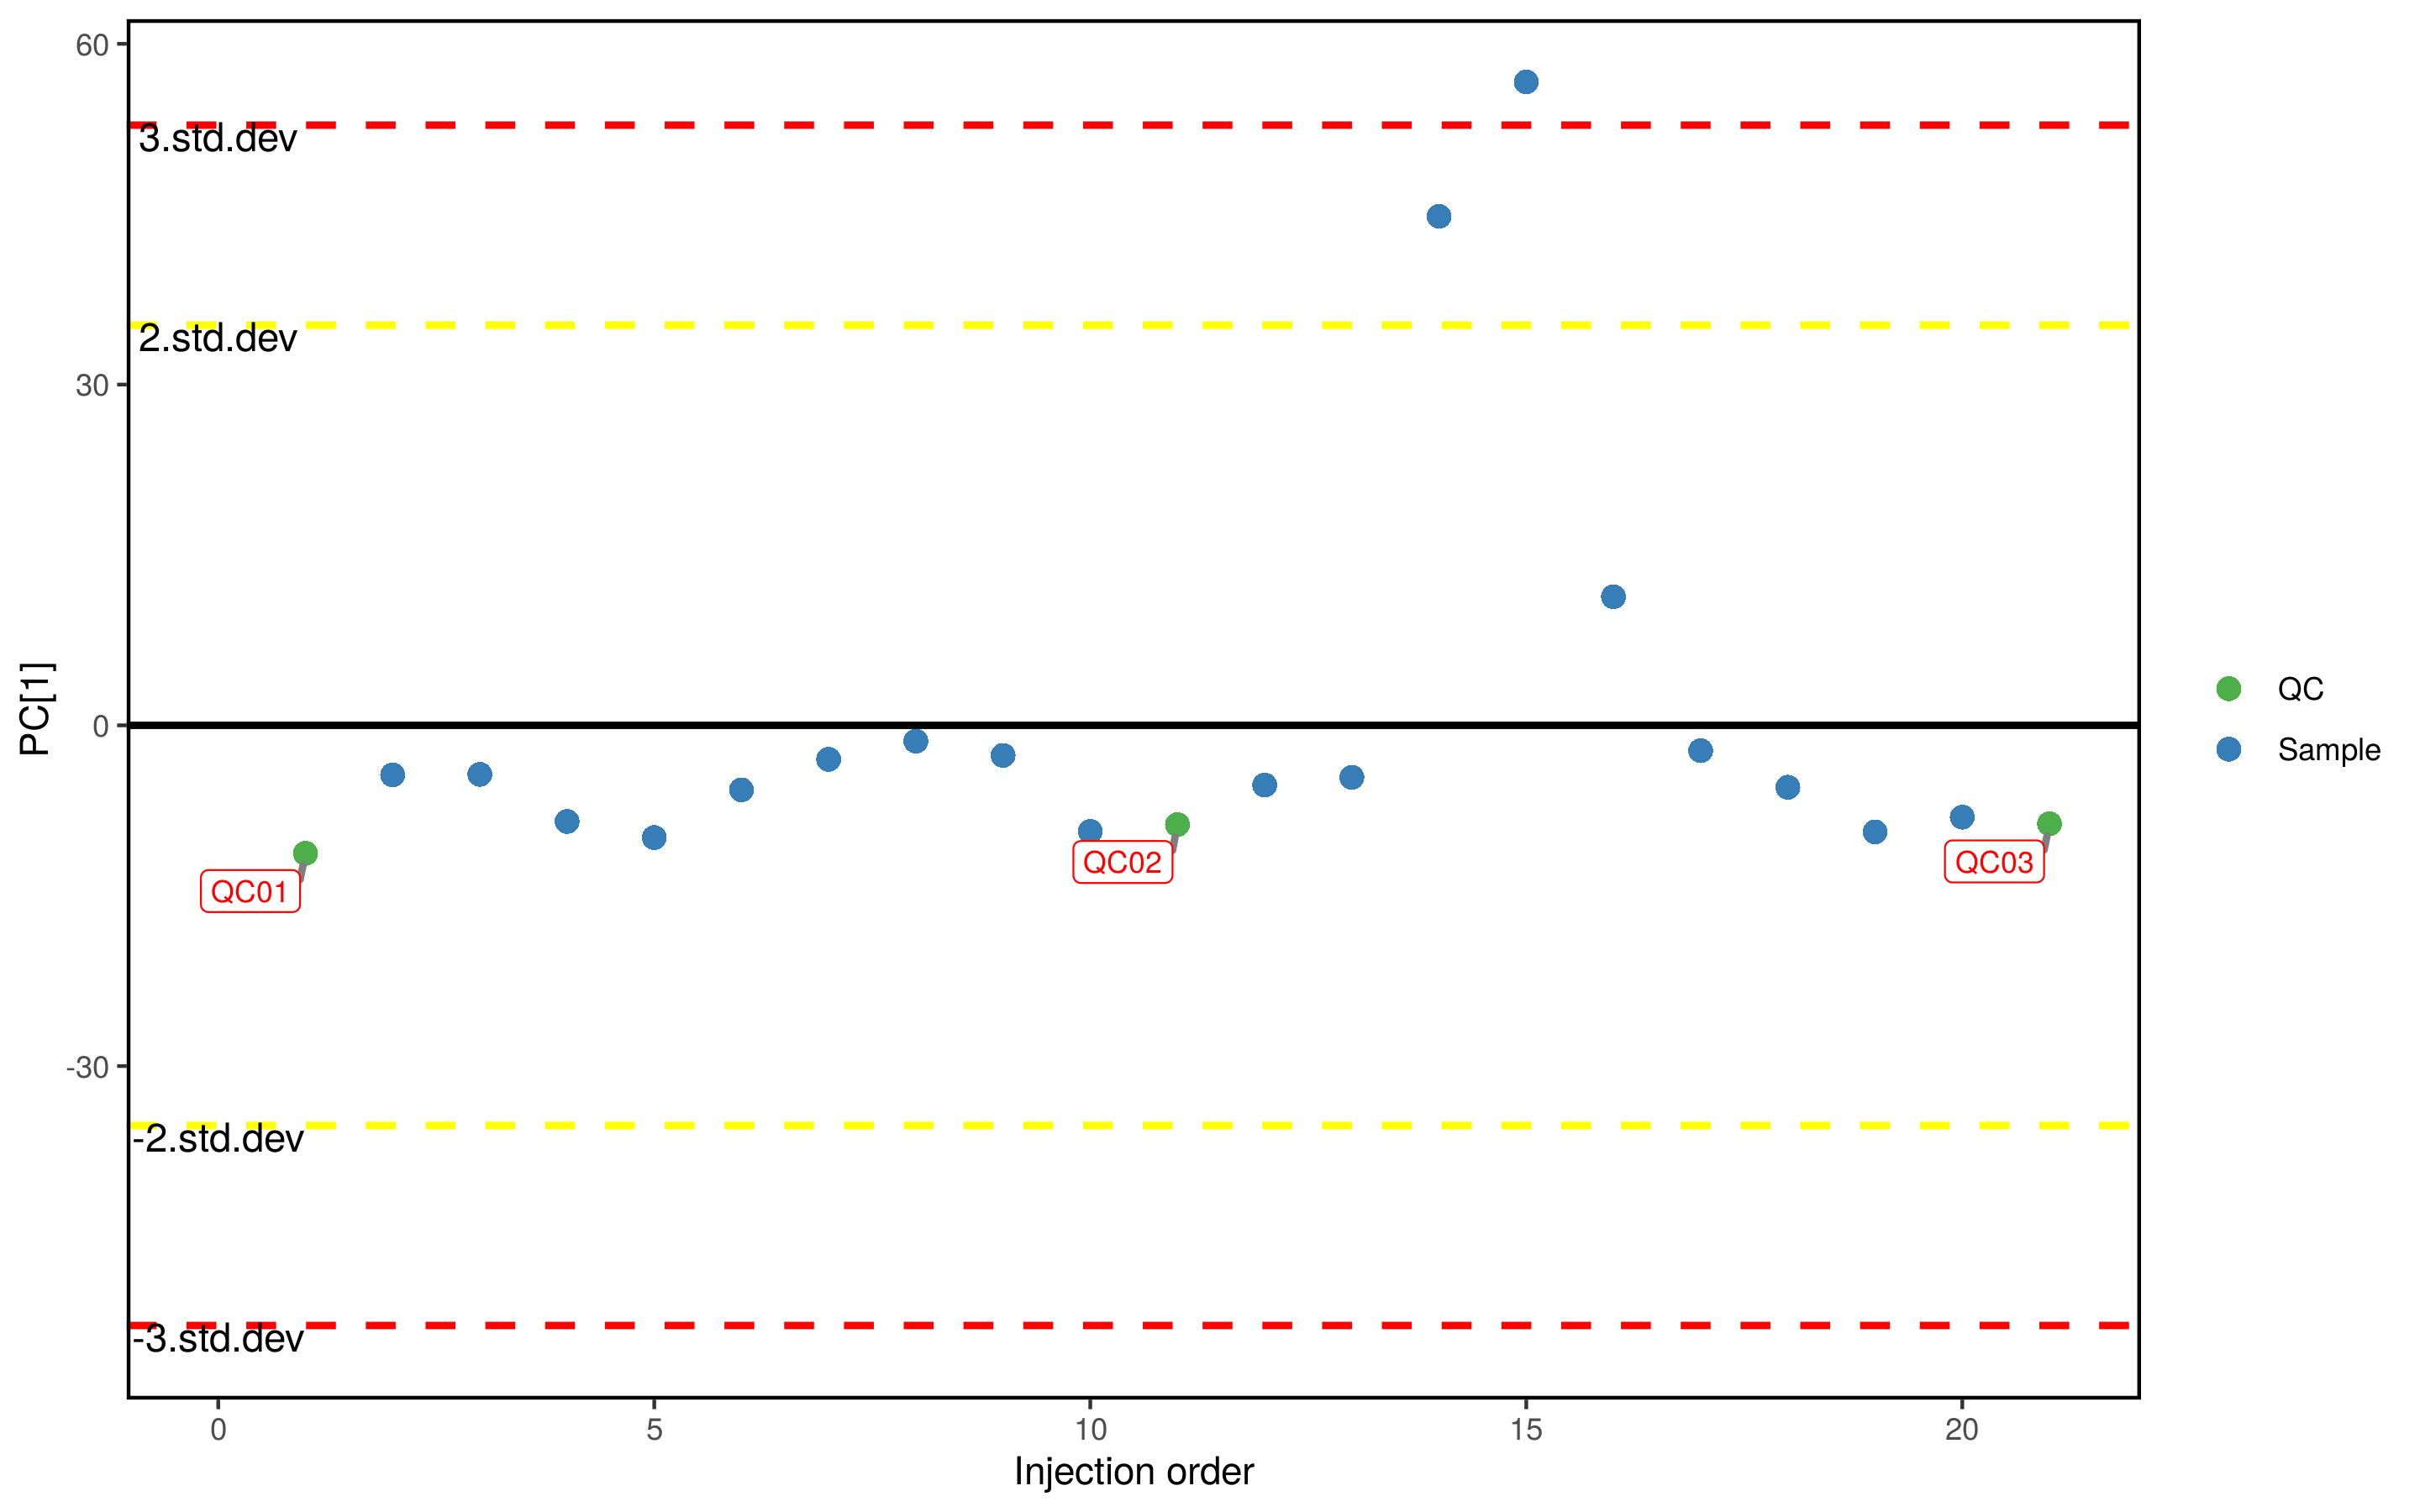 60
3.std.dev
2.std.dev
30
PC[1]
0
QC
Sample
QC01
QC02
QC03
-30
-2.std.dev
-3.std.dev
0 5 10 15 20
Injection order